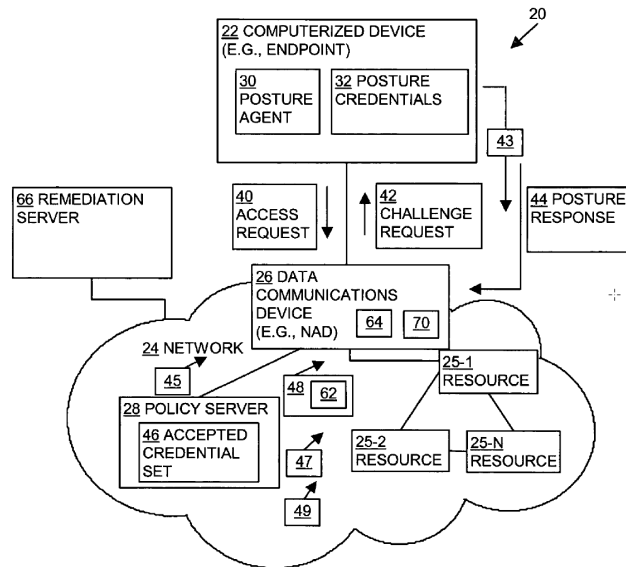 20
22 COMPUTERIZED DEVICE
(E.G., ENDPOINT)
30
POSTURE
AGENT
32 POSTURE
CREDENTIALS
43
66 REMEDIATION
SERVER
40
ACCESS
REQUEST
42
CHALLENGE
REQUEST
44
POSTURE
RESPONSE
26 DATA
COMMUNICATIONS
DEVICE
(E.G., NAD)
64
70
24 NETWORK
45
48
62
25-1
RESOURCE
28 POLICY SERVER
46 ACCEPTED
CREDENTIAL
SET
47
49
25-2
RESOURCE
25-N
RESOURCE